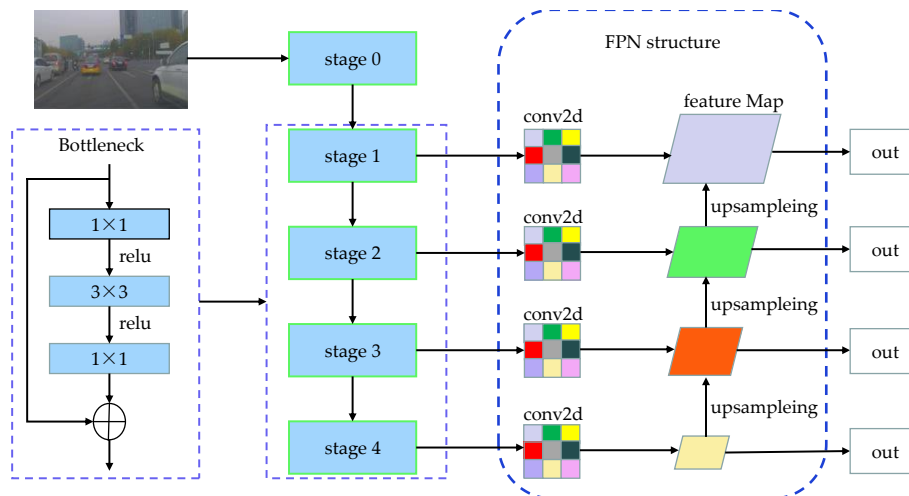 stage 0
FPN structure
feature Map
Bottleneck
1×1
relu
3×3
relu
1×1
stage 1
conv2d
out
upsampleing
stage 2
conv2d
out
upsampleing
stage 3
conv2d
out
upsampleing
stage 4
conv2d
out